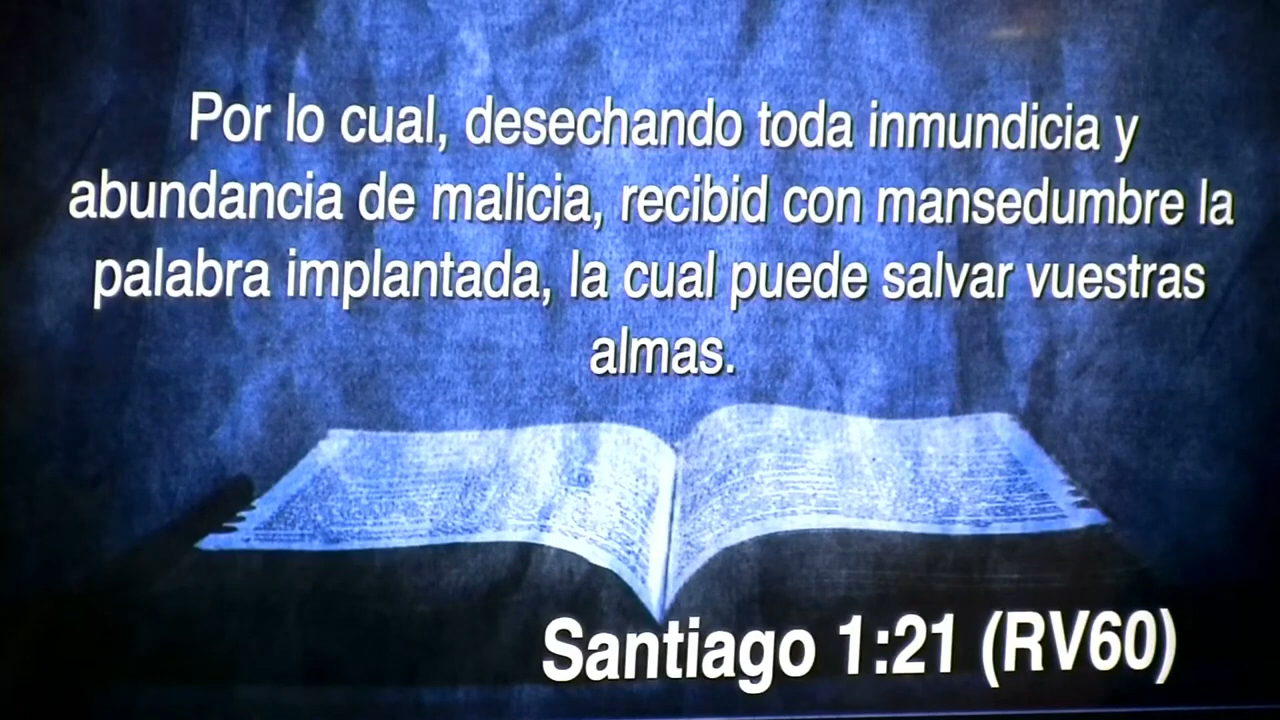 Por lo cual, desechando toda inmundicia y
abundancia de malicia, recibid con mansedumbre la
palabra implantada, la cual puede salvar vuestras
almas.
Santiago 1:21 (RV60)